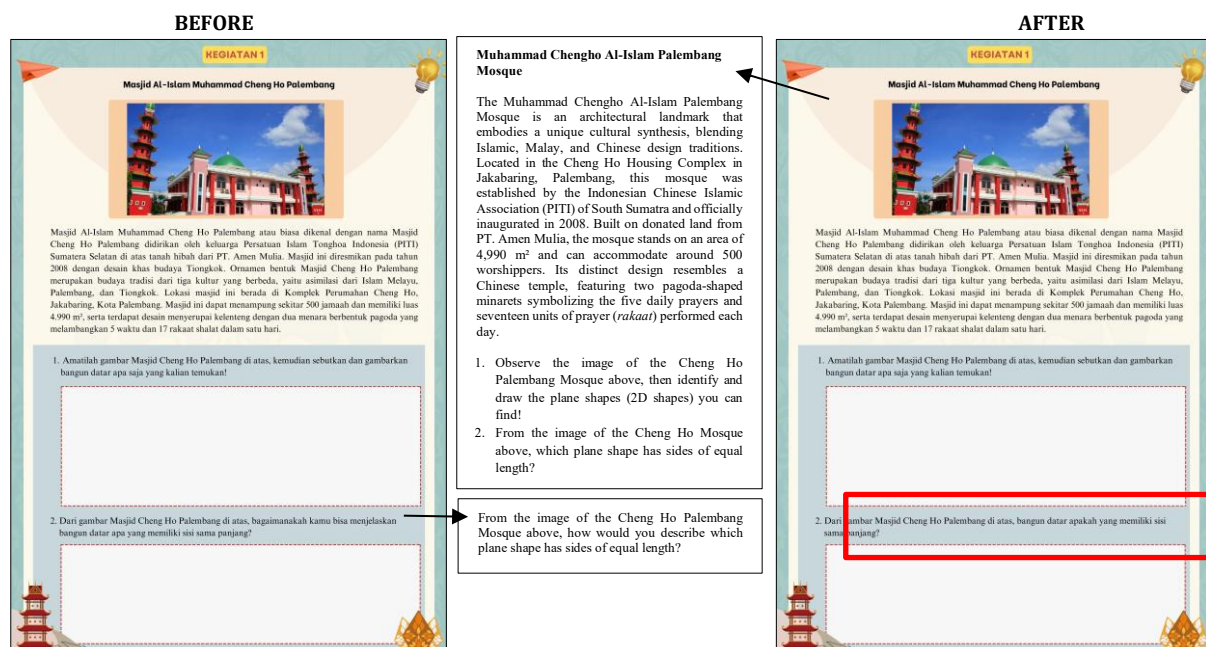 BEFORE
KEGIATAN 1
Masjid Al-Islam Muhammad Cheng Ho Palembang
Masjid Al-Islam Muhammad Cheng Ho Palembang atau biasa dikenal dengan nama Masjid
Cheng Ho Palembang didirikan oleh keluarga Persatuan Islam Tonghoa Indonesia (PITI)
Sumatera Selatan di atas tanah hibah dari PT. Amen Mulia. Masjid ini diresmikan pada tahun
2008 dengan desain khas budaya Tiongkok. Ornamen bentuk Masjid Cheng Ho Palembang
merupakan budaya tradisi dari tiga kultur yang berbeda, yaitu asimilasi dari Islam Melayu,
Palembang, dan Tiongkok. Lokasi masjid ini berada di Komplek Perumahan Cheng Ho,
Jakabaring, Kota Palembang. Masjid ini dapat menampung sekitar 500 jamaah dan memiliki luas
4.990 m², serta terdapat desain menyerupai kelenteng dengan dua menara berbentuk pagoda yang
melambangkan 5 waktu dan 17 rakaat shalat dalam satu hari.
1. Amatilah gambar Masjid Cheng Ho Palembang di atas, kemudian sebutkan dan gambarkan
bangun datar apa saja yang kalian temukan!
2. Dari gambar Masjid Cheng Ho Palembang di atas, bagaimanakah kamu bisa menjelaskan
bangun datar apa yang memiliki sisi sama panjang?
Muhammad Chengho Al-Islam Palembang
Mosque
The Muhammad Chengho Al-Islam Palembang
Mosque is an architectural landmark that
embodies a unique cultural synthesis, blending
Islamic, Malay, and Chinese design traditions.
Located in the Cheng Ho Housing Complex in
Jakabaring, Palembang, this mosque was
established by the Indonesian Chinese Islamic
Association (PITI) of South Sumatra and officially
inaugurated in 2008. Built on donated land from
PT. Amen Mulia, the mosque stands on an area of
4,990 m² and can accommodate around 500
worshippers. Its distinct design resembles a
Chinese temple, featuring two pagoda-shaped
minarets symbolizing the five daily prayers and
seventeen units of prayer (rakaat) performed each
day.
1. Observe the image of the Cheng Ho
Palembang Mosque above, then identify and
draw the plane shapes (2D shapes) you can
find!
2. From the image of the Cheng Ho Mosque
above, which plane shape has sides of equal
length?
From the image of the Cheng Ho Palembang
Mosque above, how would you describe which
plane shape has sides of equal length?
AFTER
KEGIATAN 1
Masjid Al-Islam Muhammad Cheng Ho Palembang
Masjid Al-Islam Muhammad Cheng Ho Palembang atau biasa dikenal dengan nama Masjid
Cheng Ho Palembang didirikan oleh keluarga Persatuan Islam Tonghoa Indonesia (PITI)
Sumatera Selatan di atas tanah hibah dari PT. Amen Mulia. Masjid ini diresmikan pada tahun
2008 dengan desain khas budaya Tiongkok. Ornamen bentuk Masjid Cheng Ho Palembang
merupakan budaya tradisi dari tiga kultur yang berbeda, yaitu asimilasi dari Islam Melayu,
Palembang, dan Tiongkok. Lokasi masjid ini berada di Komplek Perumahan Cheng Ho,
Jakabaring, Kota Palembang. Masjid ini dapat menampung sekitar 500 jamaah dan memiliki luas
4.990 m², serta terdapat desain menyerupai kelenteng dengan dua menara berbentuk pagoda yang
melambangkan 5 waktu dan 17 rakaat shalat dalam satu hari.
1. Amatilah gambar Masjid Cheng Ho Palembang di atas, kemudian sebutkan dan gambarkan
bangun datar apa saja yang kalian temukan!
2. Dari gambar Masjid Cheng Ho Palembang di atas, bangun datar apakah yang memiliki sisi
sama panjang?